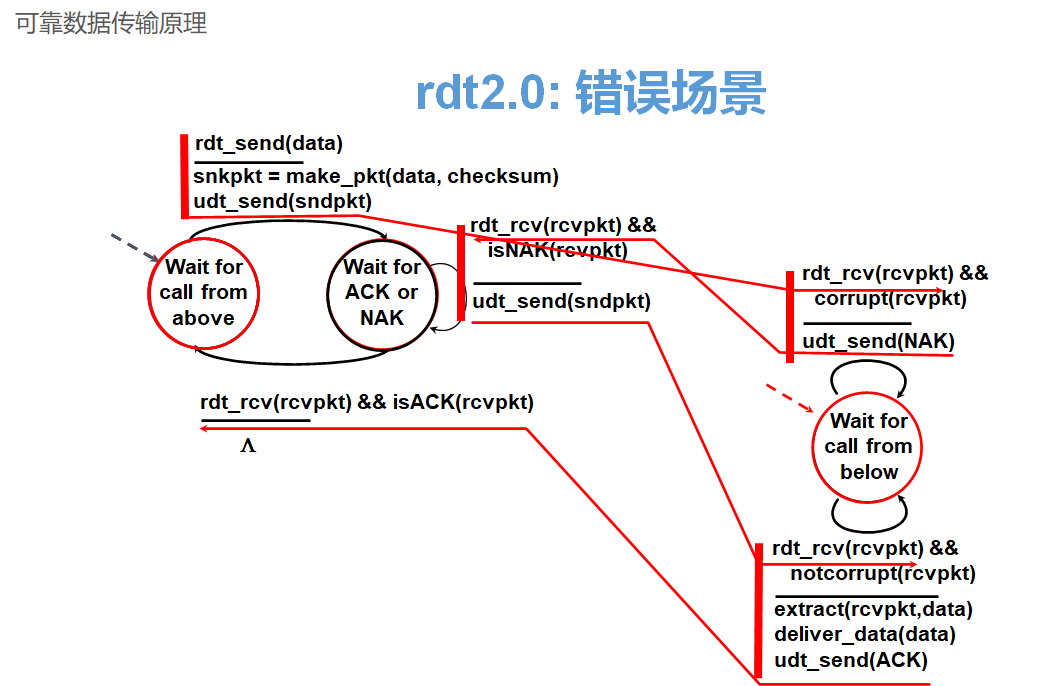 可靠数据传输原理
rdt2.0: 错误场景
rdt_send(data)
snkpkt = make_pkt(data, checksum)
udt_send(sndpkt)
Wait for
call from
above
Wait for
ACK or
NAK
rdt_rcv(rcvpkt) &&
isNAK(rcvpkt)
udt_send(sndpkt)
rdt_rcv(rcvpkt) && isACK(rcvpkt)
Λ
rdt_rcv(rcvpkt) &&
corrupt(rcvpkt)
udt_send(NAK)
Wait for
call from
below
rdt_rcv(rcvpkt) &&
notcorrupt(rcvpkt)
extract(rcvpkt,data)
deliver_data(data)
udt_send(ACK)